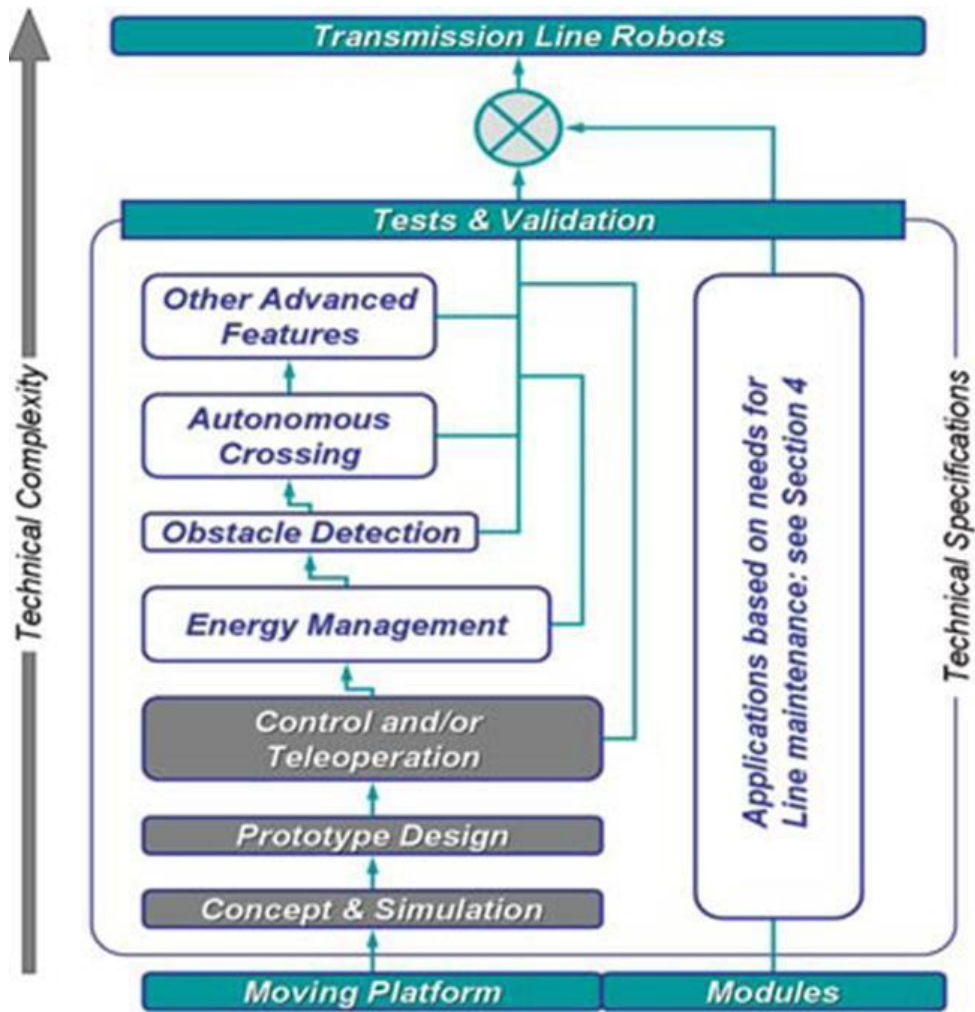 Transmission Line Robots
Tests & Validation
Other Advanced
Features
Autonomous
Crossing
Obstacle Detection
Energy Management
Control and/or
Teleoperation
Prototype Design
Concept & Simulation
Moving Platform
Modules
Applications based on needs for
Line maintenance: see Section 4
Technical Complexity
Technical Specifications